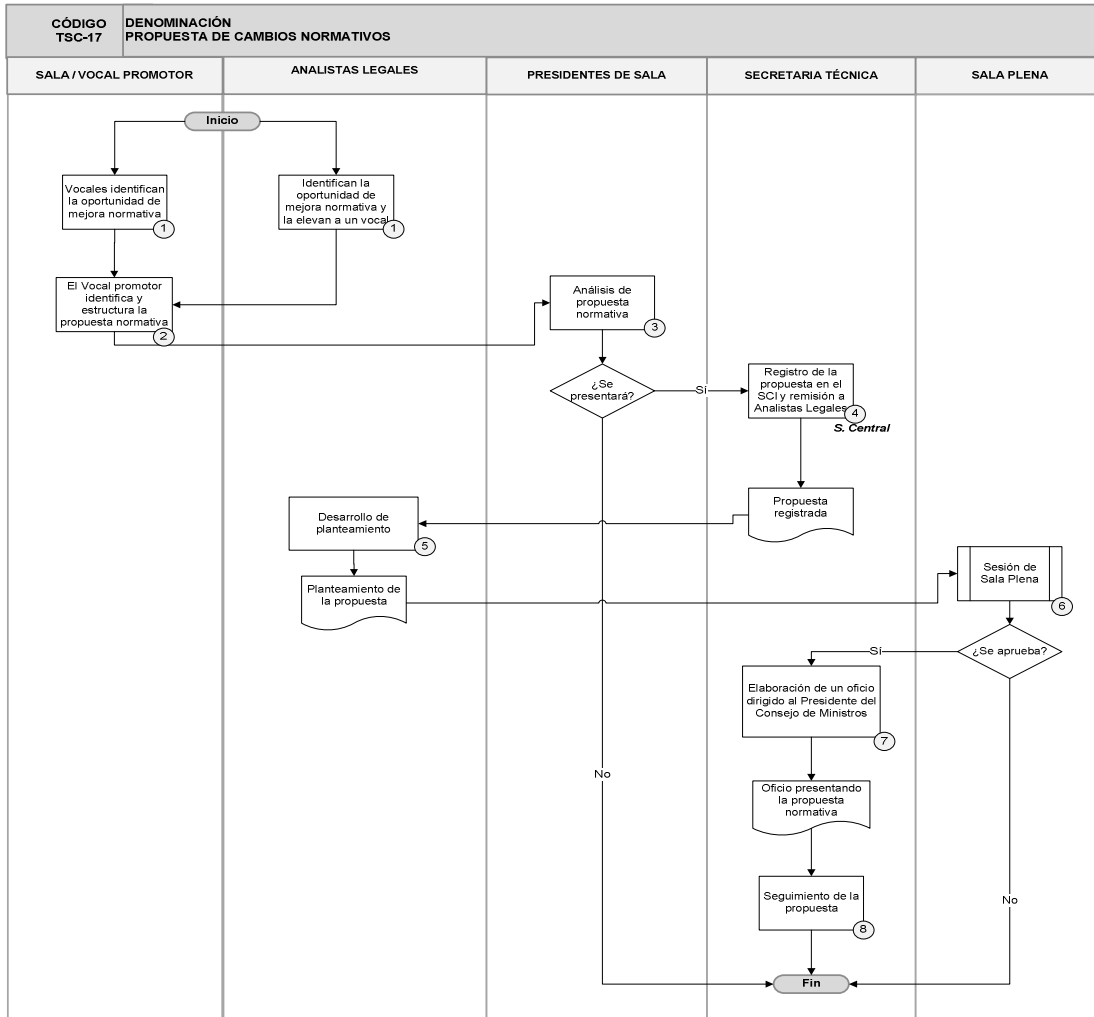 CÓDIGO
TSC-17
DENOMINACIÓN
PROPUESTA DE CAMBIOS NORMATIVOS
SALA / VOCAL PROMOTOR
ANALISTAS LEGALES
PRESIDENTES DE SALA
SECRETARIA TÉCNICA
SALA PLENA
Inicio
Vocales identifican
la oportunidad de
mejora normativa
1
Identifican la
oportunidad de
mejora normativa y
la elevan a un vocal
1
El Vocal promotor
identifica y
estructura la
propuesta normativa
2
Análisis de
propuesta
normativa
3
¿Se
presentará?
Sí
Registro de la
propuesta en el
SCI y remisión a
Analistas Legales
4
S. Central
Propuesta
registrada
Desarrollo de
planteamiento
5
Planteamiento de
la propuesta
Sesión de
Sala Plena
6
¿Se aprueba?
Sí
Elaboración de un oficio
dirigido al Presidente del
Consejo de Ministros
7
No
Oficio presentando
la propuesta
normativa
Seguimiento de la
propuesta
8
No
Fin